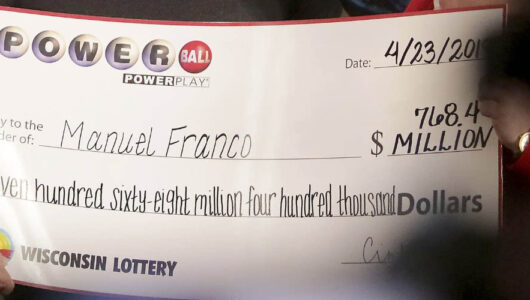 POWERBALL
POWERPLAY
Date: 4/23/201
y to the
der of: Manuel Franco
$ 768.4 MILLION
ven hundred sixty-eight million four hundred thousand Dollars
WISCONSIN LOTTERY